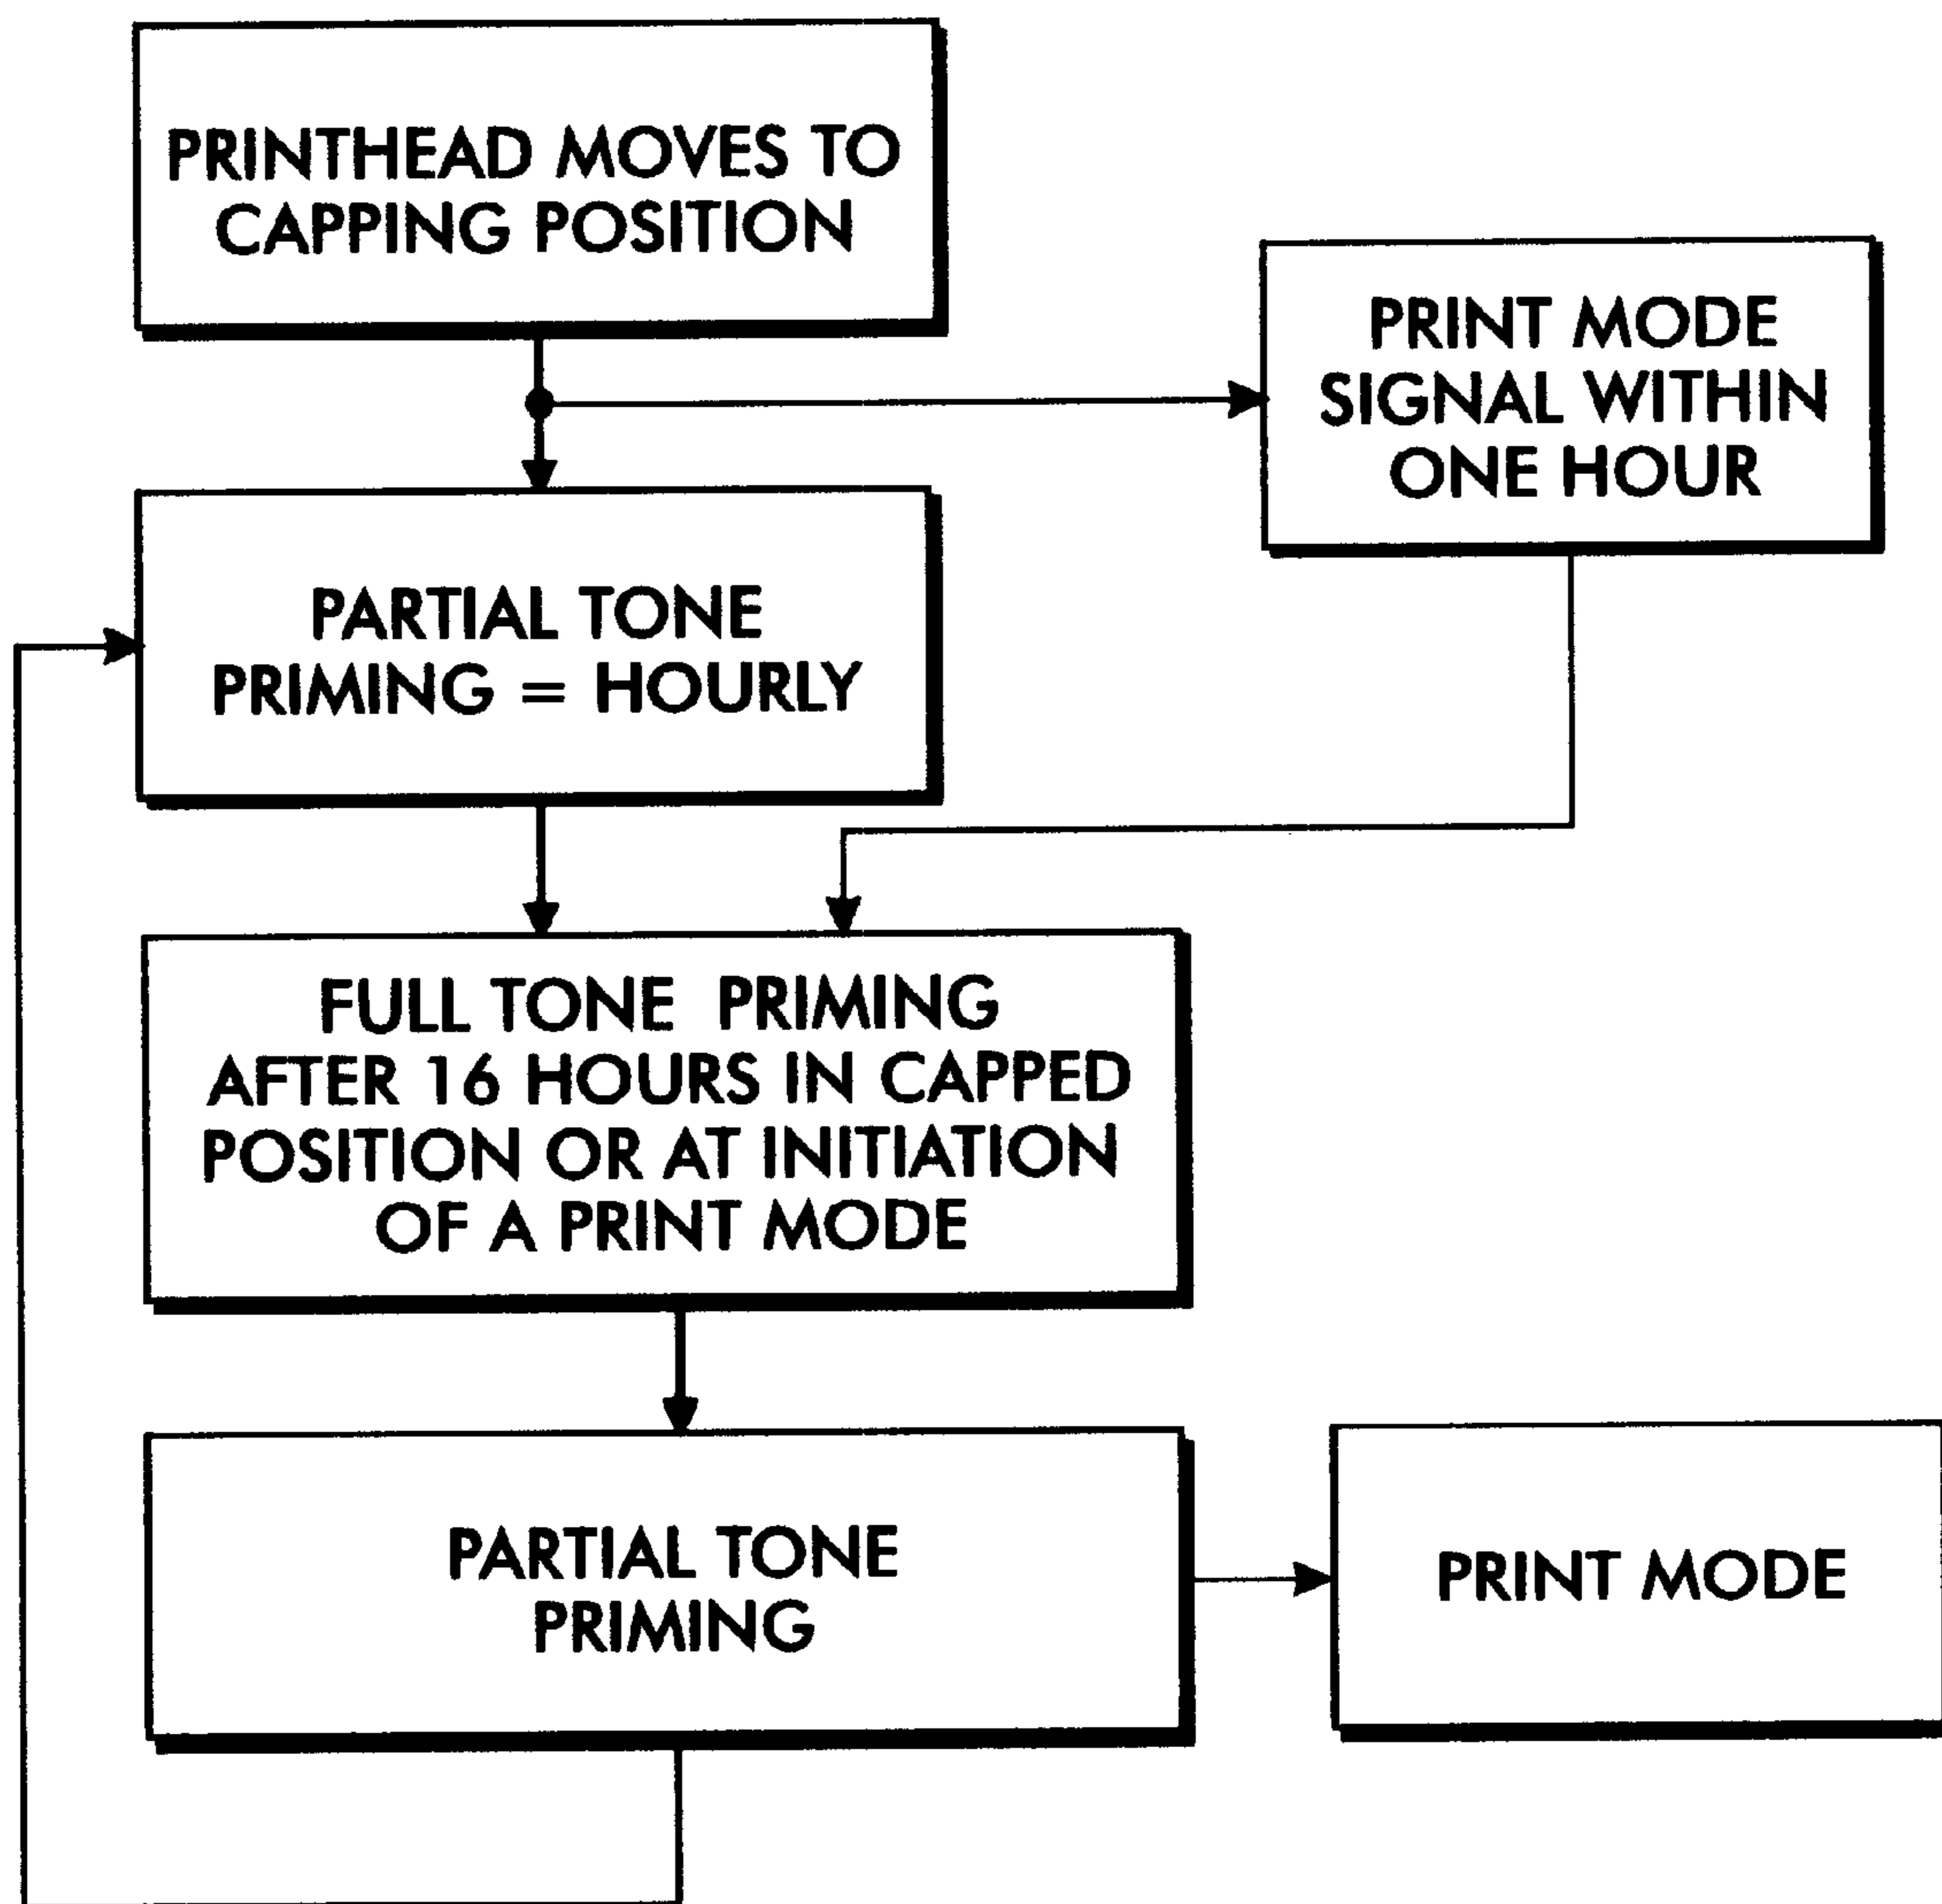 PRINTHEAD MOVES TO
CAPPING POSITION
PRINT MODE
SIGNAL WITHIN
ONE HOUR
PARTIAL TONE
PRIMING = HOURLY
FULL TONE PRIMING
AFTER 16 HOURS IN CAPPED
POSITION OR AT INITIATION
OF A PRINT MODE
PARTIAL TONE
PRIMING
PRINT MODE